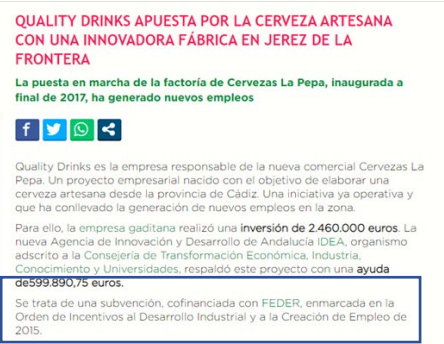 QUALITY DRINKS APUESTA POR LA CERVEZA ARTESANA
CON UNA INNOVADORA FÁBRICA EN JEREZ DE LA
FRONTERA
La puesta en marcha de la factoría de Cervezas La Pepa, inaugurada a
final de 2017, ha generado nuevos empleos
Quality Drinks es la empresa responsable de la nueva comercial Cervezas La
Pepa. Un proyecto empresarial nacido con el objetivo de elaborar una
cerveza artesana desde la provincia de Cádiz. Una iniciativa ya operativa y
que ha conllevado la generación de nuevos empleos en la zona.
Para ello, la empresa gaditana realizó una inversión de 2.460.000 euros. La
nueva Agencia de Innovación y Desarrollo de Andalucía IDEA, organismo
adscrito a la Consejería de Transformación Económica, Industria,
Conocimiento y Universidades, respaldó este proyecto con una ayuda
de599.890,75 euros.
Se trata de una subvención, cofinanciada con FEDER, enmarcada en la
Orden de Incentivos al Desarrollo Industrial y a la Creación de Empleo de
2015.